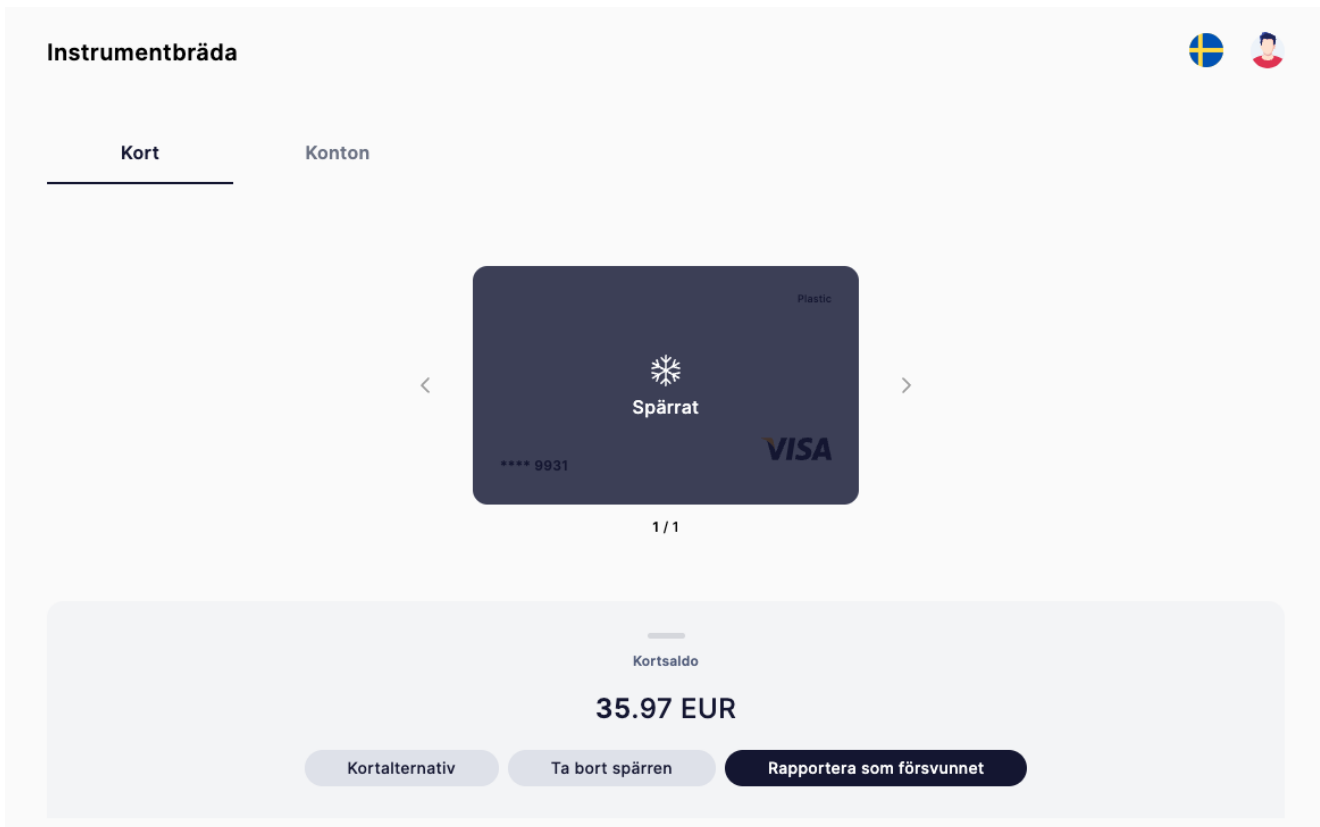 Instrumentbräda
Kort
Konton
Plastic
Spärrat
VISA
**** 9931
1 / 1
Kortsaldo
35.97 EUR
Kortalternativ
Ta bort spärren
Rapportera som försvunnet